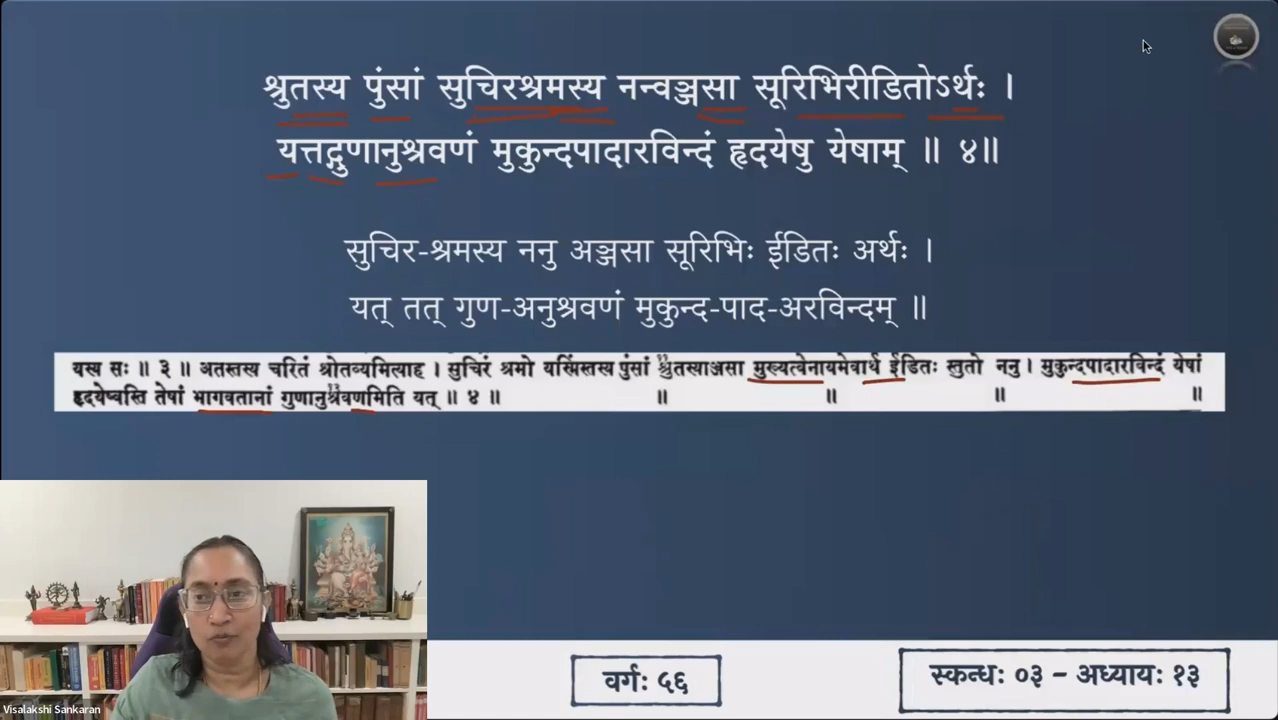 श्रुतस्य पुंसां सुचिरश्रमस्य नन्वञ्जसा सूरिभिरीडितोऽर्थः ।
यत्तद्गुणानुश्रवणं मुकुन्दपादारविन्दं हृदयेषु येषाम् ॥ ४॥
सुचिर-श्रमस्य ननु अञ्जसा सूरिभिः ईडितः अर्थः ।
यत् तत् गुण-अनुश्रवणं मुकुन्द-पाद-अरविन्दम् ॥
यस्य सः ॥ ३ ॥ अतस्तस्य चरितं श्रोतव्यमित्याह । सुचिरं श्रमो यस्मिंस्तस्य पुंसां श्रुतस्याञ्जसा मुख्यत्वेनायमेवार्थ ईडितः स्तुतो ननु । मुकुन्दपादारविन्दं येषां
हृदयेष्वस्ति तेषां भागवतानां गुणानुश्रवणमिति यत् ॥ ४ ॥ ॥ ॥ ॥ ॥
Visalakshi Sankaran
वर्गः ५६
स्कन्धः ०३ – अध्यायः १३